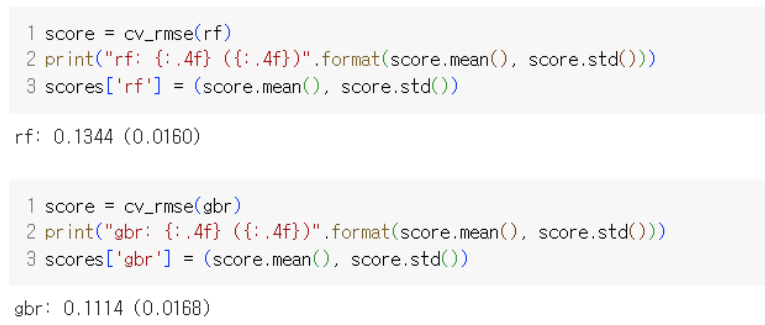 1 score = cv_rmse(rf)
2 print("rf: {:.4f} ({:.4f})".format(score.mean(), score.std()))
3 scores['rf'] = (score.mean(), score.std())
rf: 0.1344 (0.0160)
1 score = cv_rmse(gbr)
2 print("gbr: {:.4f} ({:.4f})".format(score.mean(), score.std()))
3 scores['gbr'] = (score.mean(), score.std())
gbr: 0.1114 (0.0168)